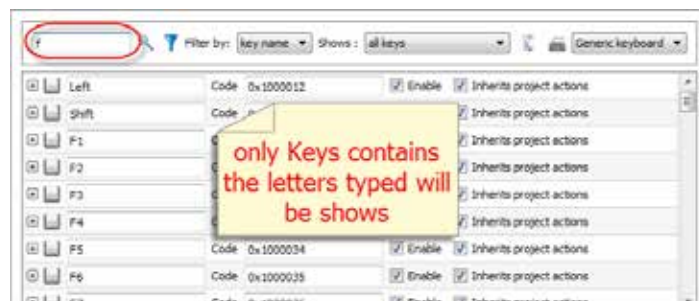 f Filter by: key name Shows : all keys Generic keyboard
Left Code 0x1000012 Enable Inherits project actions
Shift Code Inherits project actions
F1 Inherits project actions
F2 Inherits project actions
F3 Inherits project actions
F4 Inherits project actions
F5 Code 0x1000034 Enable Inherits project actions
F6 Code 0x1000035 Enable Inherits project actions
only Keys contains
the letters typed will
be shows